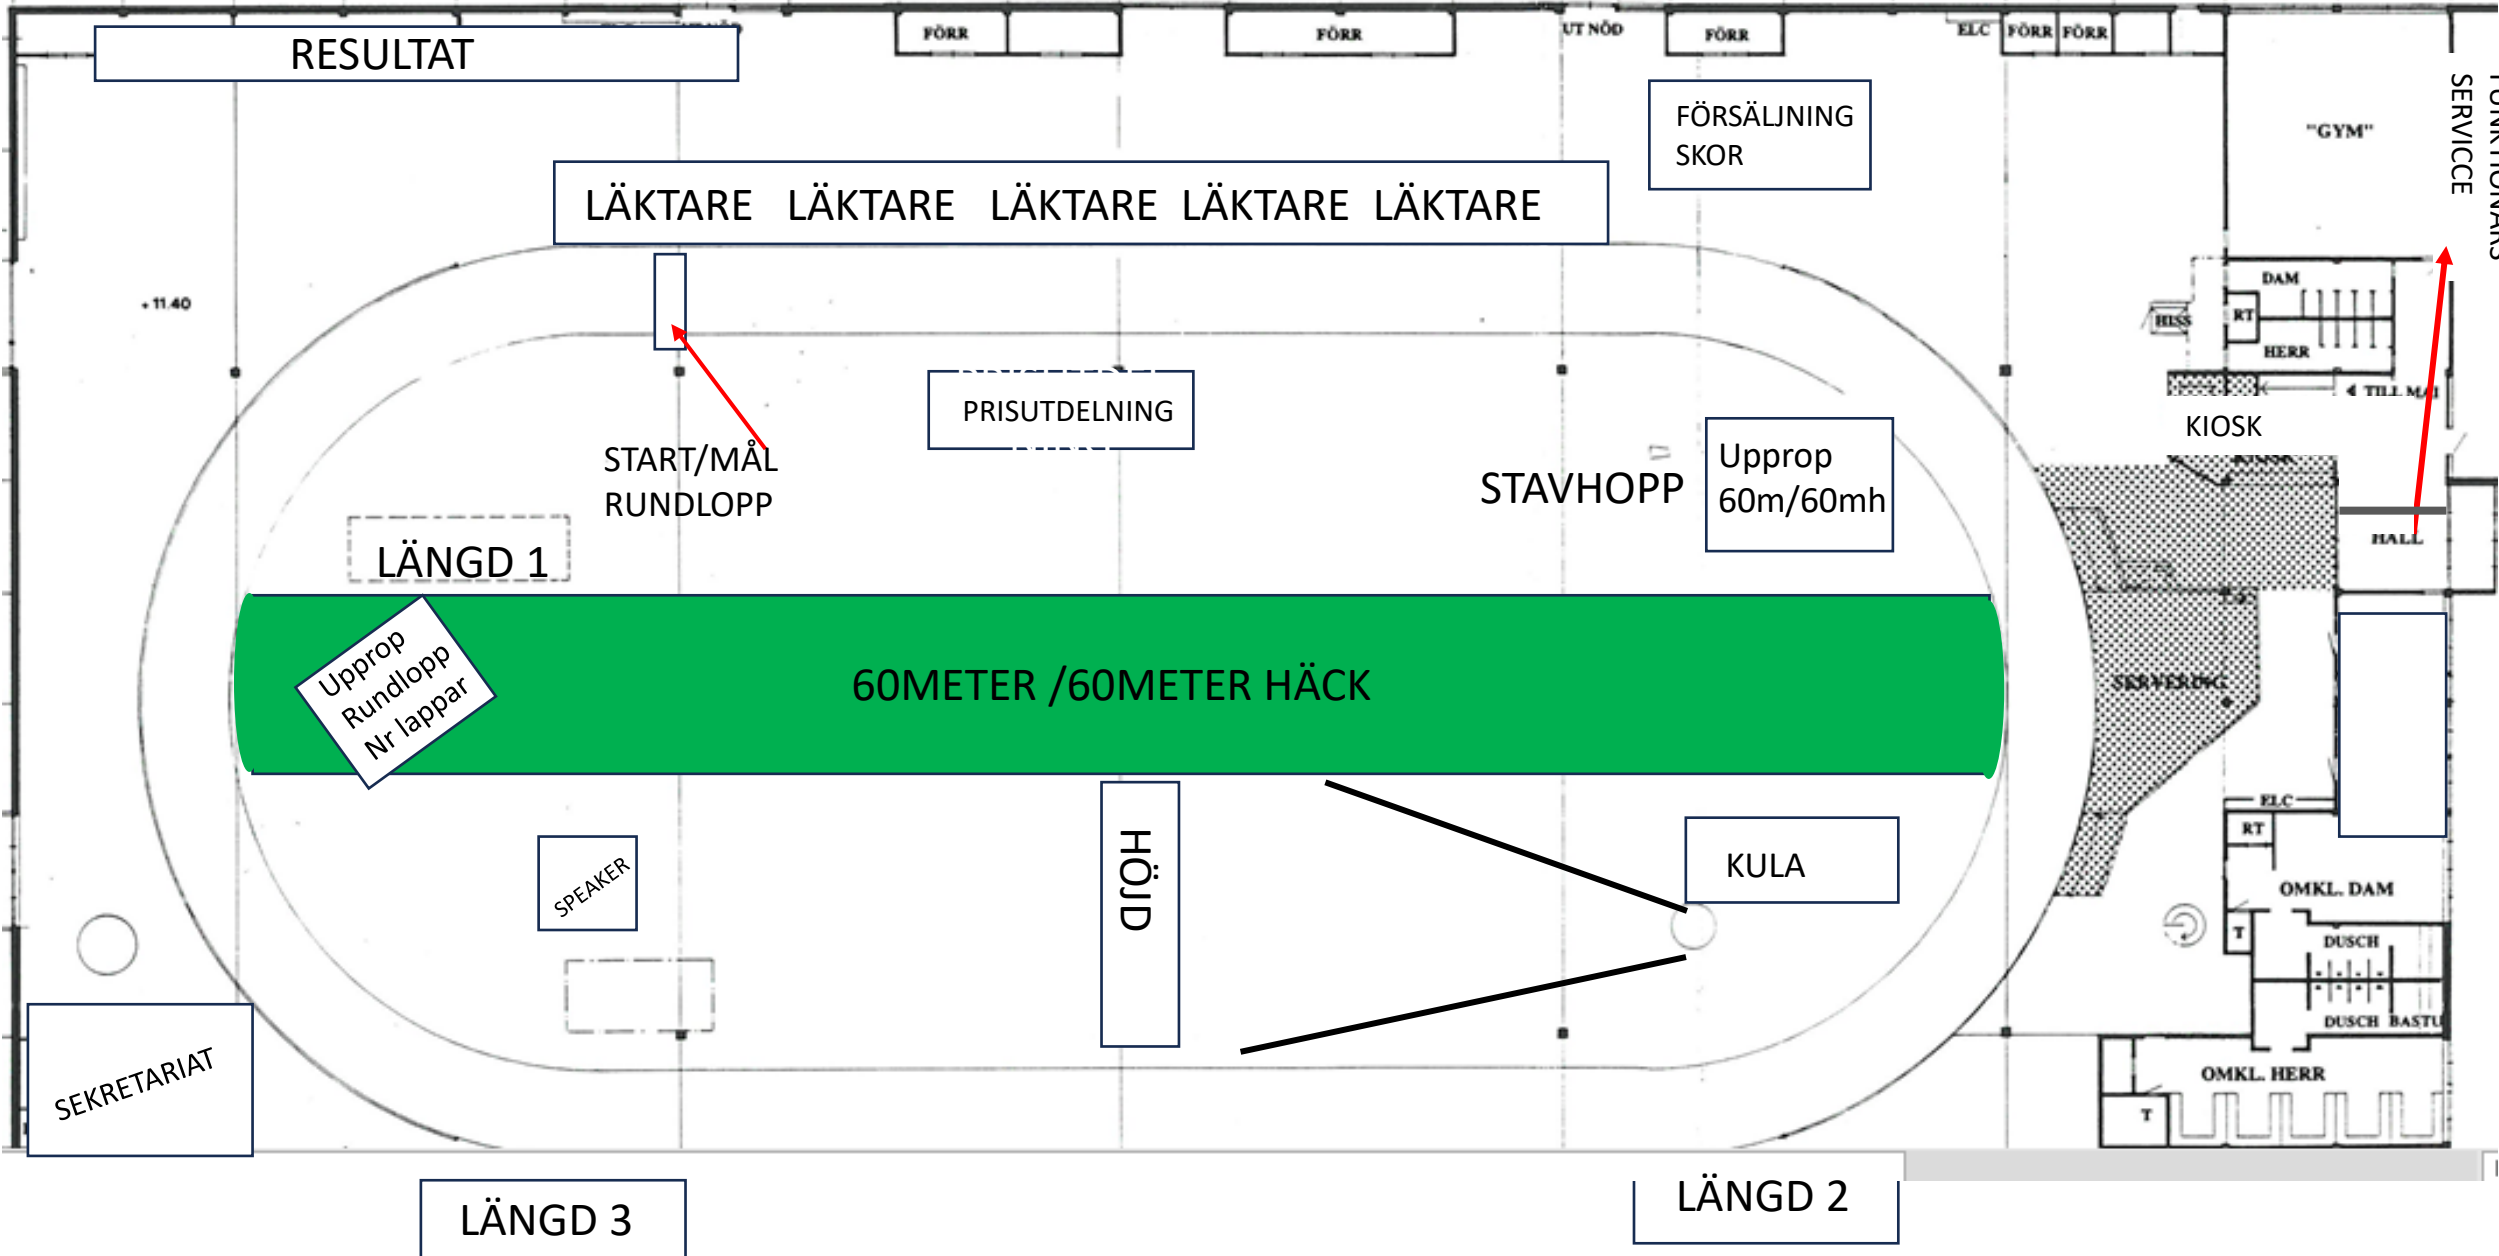 FÖRR
FÖRR
UT NÖD
FÖRR
ELC
FÖRR
FÖRR
RESULTAT
FÖRSÄLJNING
SKOR
"GYM"
FUNKTIONÄRS
SERVICCE
LÄKTARE LÄKTARE LÄKTARE LÄKTARE LÄKTARE
+ 11.40
DAM
HISS
RT
HERR
TILL
PRISUTDELNING
KIOSK
START/MÅL
RUNDLOPP
STAVHOPP
Upprop
60m/60mh
HALL
LÄNGD 1
Upprop
Rundlopp
Nr lappar
60METER /60METER HÄCK
SERVERING
ELC
RT
HÖJD
KULA
SPEAKER
OMKL. DAM
T
DUSCH
DUSCH
BASTU
SEKRETARIAT
OMKL. HERR
T
LÄNGD 3
LÄNGD 2